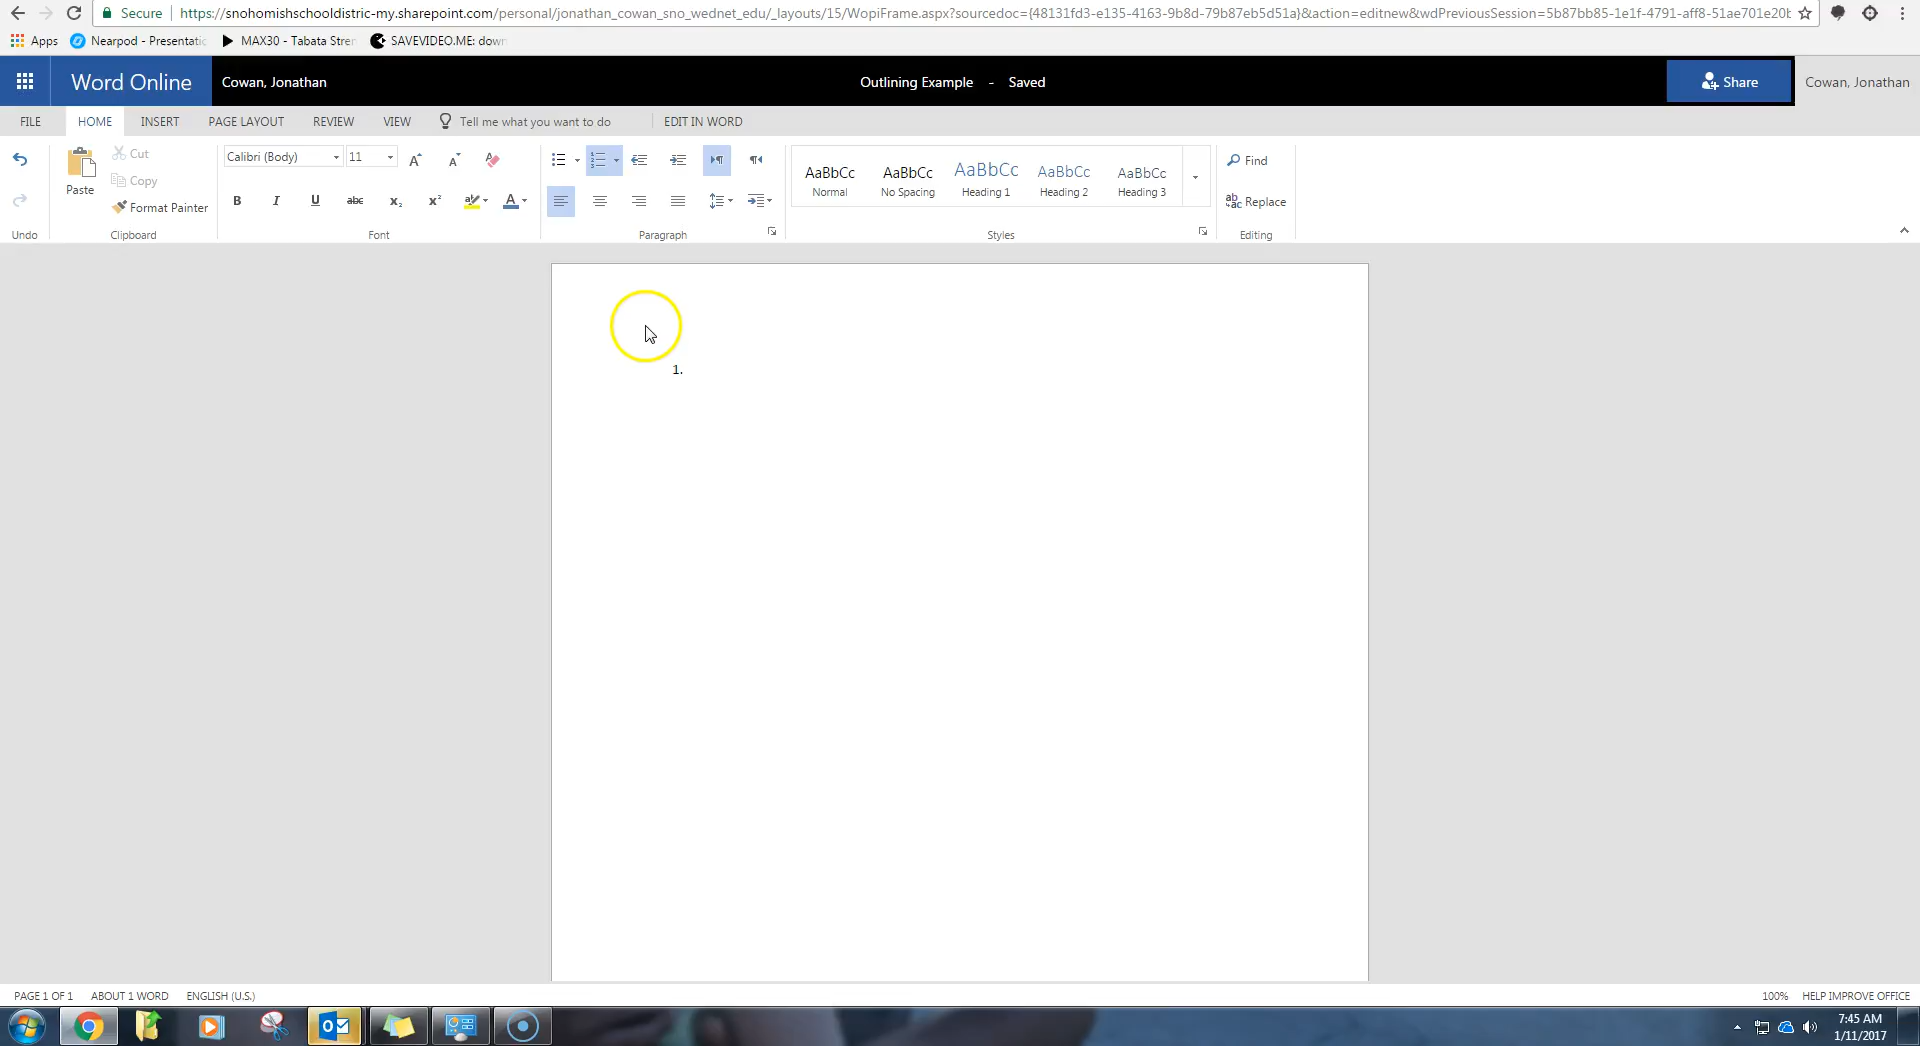 Secure https://snohomishschooldistric-my.sharepoint.com/personal/jonathan_cowan_sno_wednet_edu/_layouts/15/WopiFrame.aspx?sourcedoc={48131fd3-e135-4163-9b8d-79b87eb5d51a}&action=editnew&wdPreviousSession=5b87bb85-1e1f-4791-aff8-51ae701e20b
Apps Nearpod - Presentatio MAX30 - Tabata Stren SAVEVIDEO.ME: down
Word Online Cowan, Jonathan Outlining Example - Saved Share Cowan, Jonathan
FILE HOME INSERT PAGE LAYOUT REVIEW VIEW Tell me what you want to do EDIT IN WORD
Paste Cut Copy Format Painter
Calibri (Body) 11
B I U abc x₂ x²
AaBbCc AaBbCc AaBbCc AaBbCc AaBbCc
Normal No Spacing Heading 1 Heading 2 Heading 3
Find
Replace
Undo Clipboard Font Paragraph Styles Editing
1.
PAGE 1 OF 1 ABOUT 1 WORD ENGLISH (U.S.) 100% HELP IMPROVE OFFICE
7:45 AM
1/11/2017